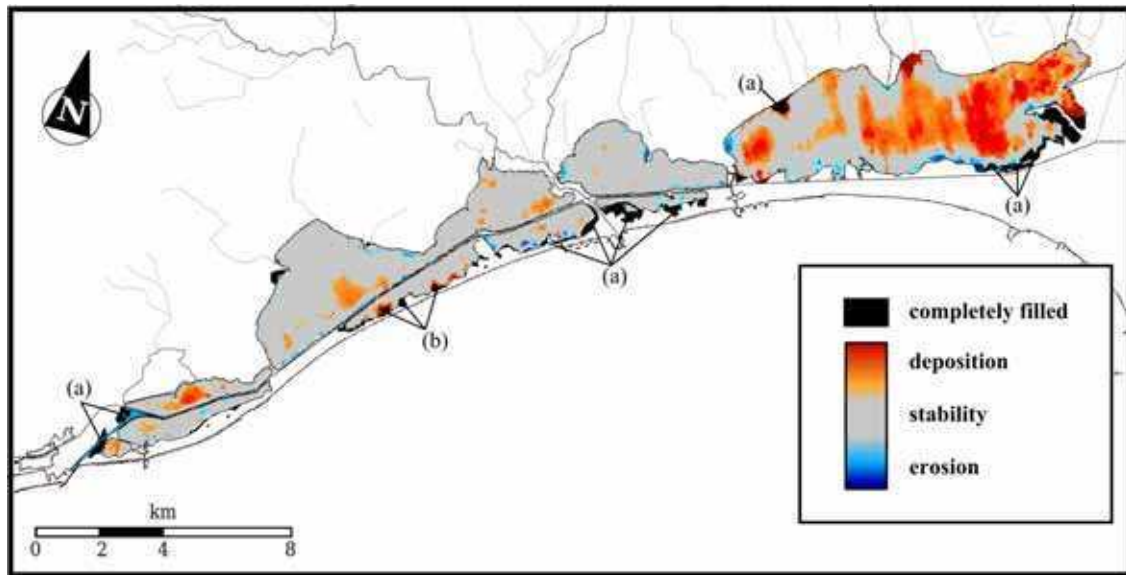 N
(a)
(a)
(a)
(b)
(a)
completely filled
deposition
stability
erosion
km
0 2 4 8